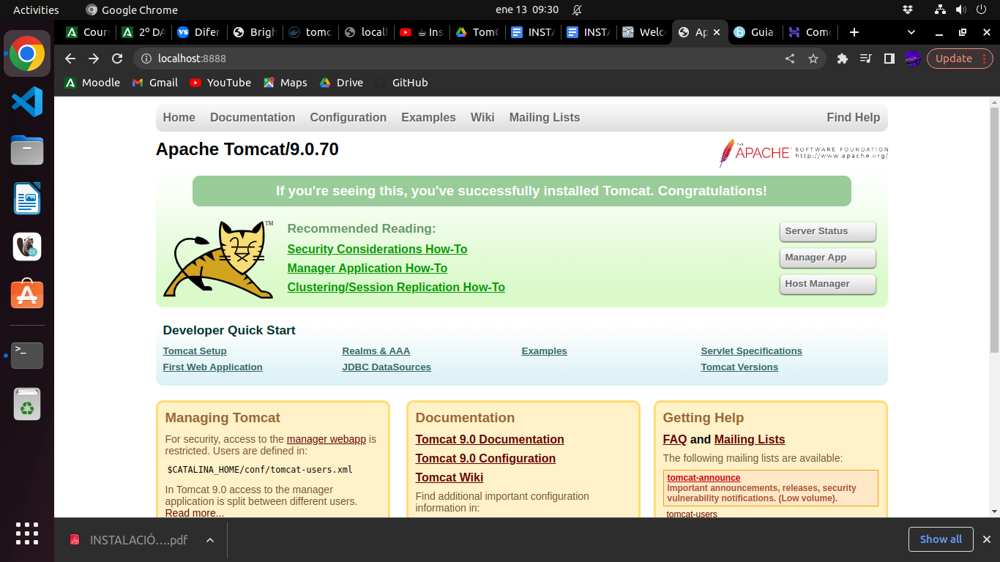 Activities
Google Chrome
ene 13 09:30
Cours
2º DA
Difer
Brigh
tomc
local
Ins
TomC
INSTA
INSTA
Welco
Ap
Guia
Como
localhost:8888
Update
Moodle
Gmail
YouTube
Maps
Drive
GitHub
Home
Documentation
Configuration
Examples
Wiki
Mailing Lists
Find Help
Apache Tomcat/9.0.70
THE APACHE SOFTWARE FOUNDATION
http://www.apache.org/
If you're seeing this, you've successfully installed Tomcat. Congratulations!
TM
Recommended Reading:
Security Considerations How-To
Manager Application How-To
Clustering/Session Replication How-To
Server Status
Manager App
Host Manager
Developer Quick Start
Tomcat Setup
First Web Application
Realms & AAA
JDBC DataSources
Examples
Servlet Specifications
Tomcat Versions
Managing Tomcat
For security, access to the manager webapp is
restricted. Users are defined in:
$CATALINA_HOME/conf/tomcat-users.xml
In Tomcat 9.0 access to the manager
application is split between different users.
Read more...
Documentation
Tomcat 9.0 Documentation
Tomcat 9.0 Configuration
Tomcat Wiki
Find additional important configuration
information in:
Getting Help
FAQ and Mailing Lists
The following mailing lists are available:
tomcat-announce
Important announcements, releases, security
vulnerability notifications. (Low volume).
tomcat-users
INSTALACIÓ....pdf
Show all